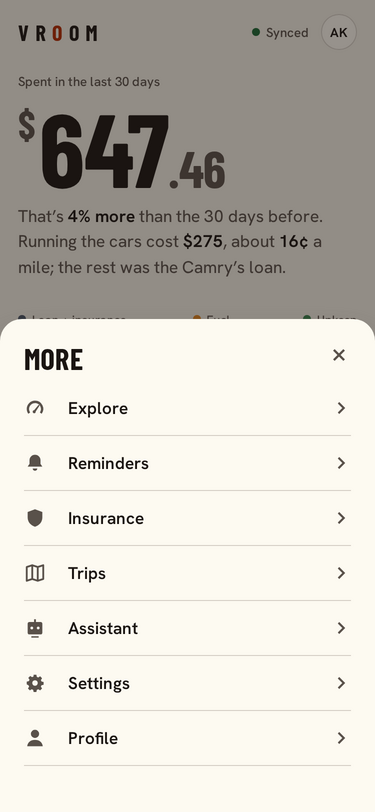 VROOM
Synced
AK
Spent in the last 30 days
$647.46
That’s 4% more than the 30 days before.
Running the cars cost $275, about 16¢ a
mile; the rest was the Camry’s loan.
MORE
Explore
Reminders
Insurance
Trips
Assistant
Settings
Profile